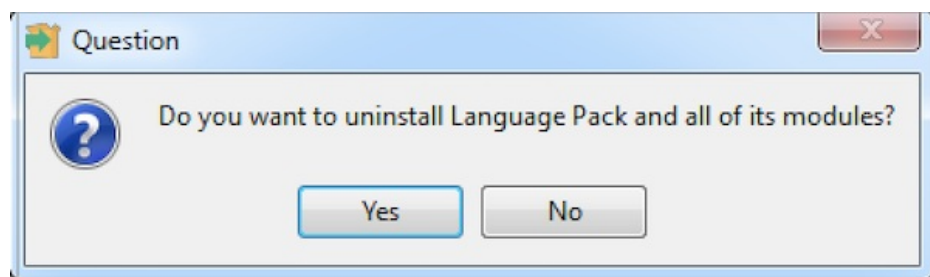 Question
Do you want to uninstall Language Pack and all of its modules?
Yes
No